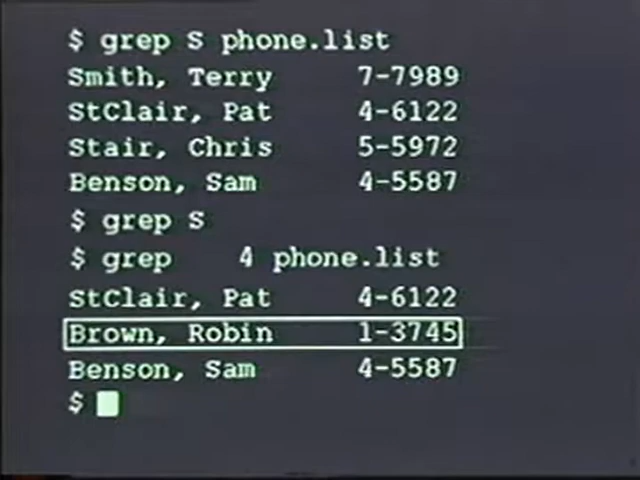 $ grep S phone.list
Smith, Terry 7-7989
StClair, Pat 4-6122
Stair, Chris 5-5972
Benson, Sam 4-5587
$ grep S
$ grep 4 phone.list
StClair, Pat 4-6122
Brown, Robin 1-3745
Benson, Sam 4-5587
$